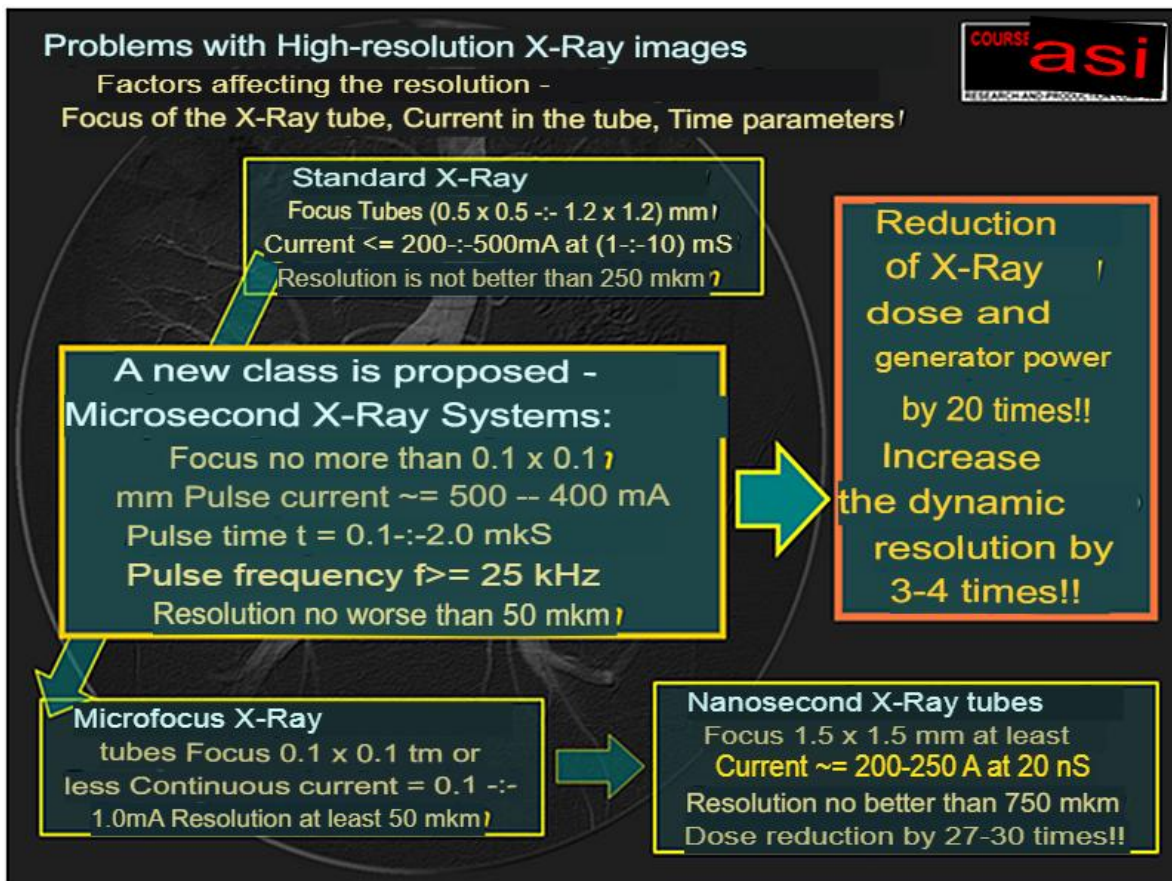 Problems with High-resolution X-Ray images
Factors affecting the resolution -
Focus of the X-Ray tube, Current in the tube, Time parameters
COURSE
asi
RESEARCH-AND-PRODUCTION
Standard X-Ray
Focus Tubes (0.5 x 0.5 -:- 1.2 x 1.2) mm
Current <= 200-:-500mA at (1-:-10) mS
Resolution is not better than 250 mkm
A new class is proposed -
Microsecond X-Ray Systems:
Focus no more than 0.1 x 0.1
mm Pulse current ~= 500 -- 400 mA
Pulse time t = 0.1-:-2.0 mkS
Pulse frequency f>= 25 kHz
Resolution no worse than 50 mkm
Reduction
of X-Ray
dose and
generator power
by 20 times!!
Increase
the dynamic
resolution by
3-4 times!!
Microfocus X-Ray
tubes Focus 0.1 x 0.1 tm or
less Continuous current = 0.1 -:-
1.0mA Resolution at least 50 mkm
Nanosecond X-Ray tubes
Focus 1.5 x 1.5 mm at least
Current ~= 200-250 A at 20 nS
Resolution no better than 750 mkm
Dose reduction by 27-30 times!!